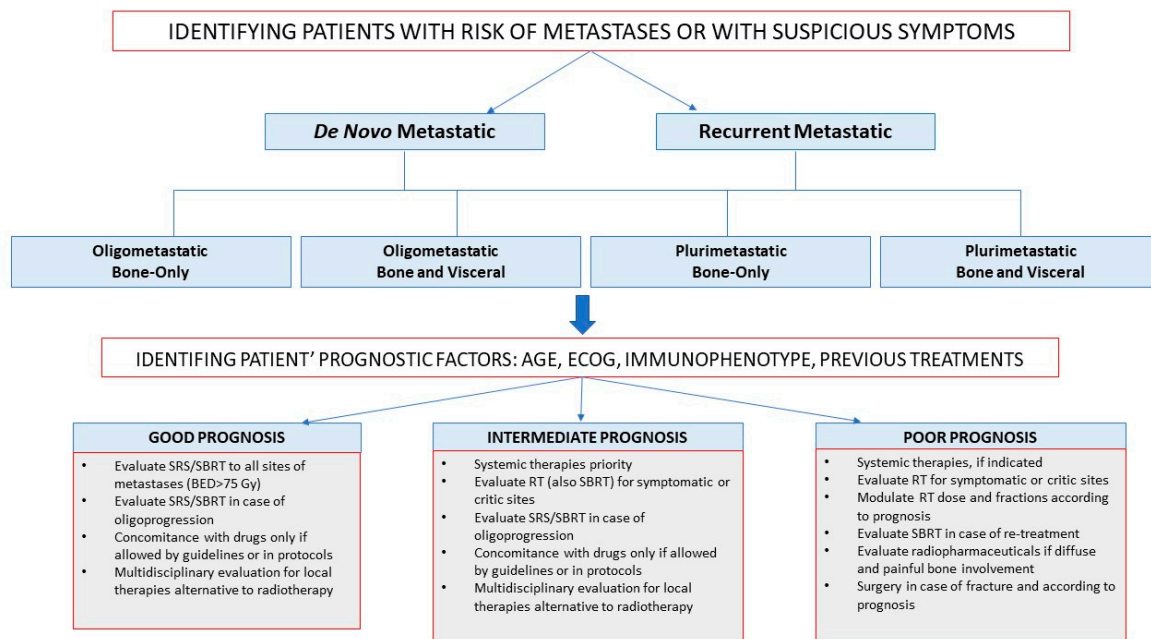 IDENTIFYING PATIENTS WITH RISK OF METASTASES OR WITH SUSPICIOUS SYMPTOMS
De Novo Metastatic
Recurrent Metastatic
Oligometastatic
Bone-Only
Oligometastatic
Bone and Visceral
Plurimetastatic
Bone-Only
Plurimetastatic
Bone and Visceral
IDENTIFING PATIENT' PROGNOSTIC FACTORS: AGE, ECOG, IMMUNOPHENOTYPE, PREVIOUS TREATMENTS
GOOD PROGNOSIS
• Evaluate SRS/SBRT to all sites of
metastases (BED>75 Gy)
• Evaluate SRS/SBRT in case of
oligoprogression
• Concomitance with drugs only if
allowed by guidelines or in protocols
• Multidisciplinary evaluation for local
therapies alternative to radiotherapy
INTERMEDIATE PROGNOSIS
• Systemic therapies priority
• Evaluate RT (also SBRT) for symptomatic or
critic sites
• Evaluate SRS/SBRT in case of
oligoprogression
• Concomitance with drugs only if allowed
by guidelines or in protocols
• Multidisciplinary evaluation for local
therapies alternative to radiotherapy
POOR PROGNOSIS
• Systemic therapies, if indicated
• Evaluate RT for symptomatic or critic sites
• Modulate RT dose and fractions according
to prognosis
• Evaluate SBRT in case of re-treatment
• Evaluate radiopharmaceuticals if diffuse
and painful bone involvement
• Surgery in case of fracture and according to
prognosis